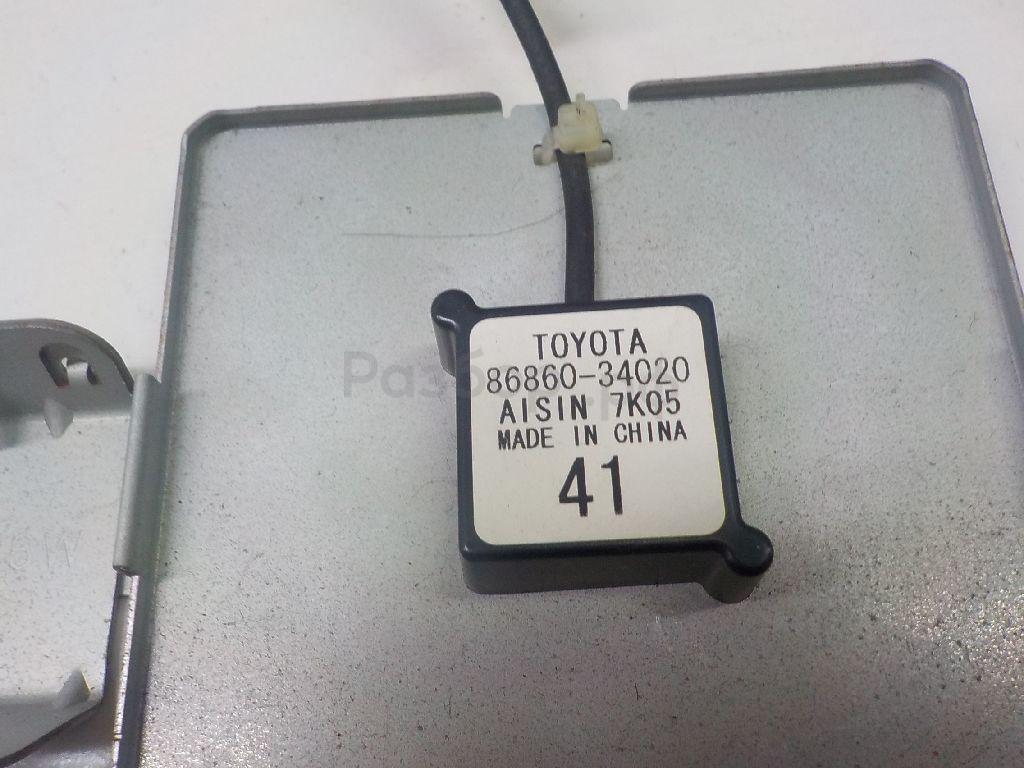 TOYOTA
86860-34020
AISIN 7K05
MADE IN CHINA
41